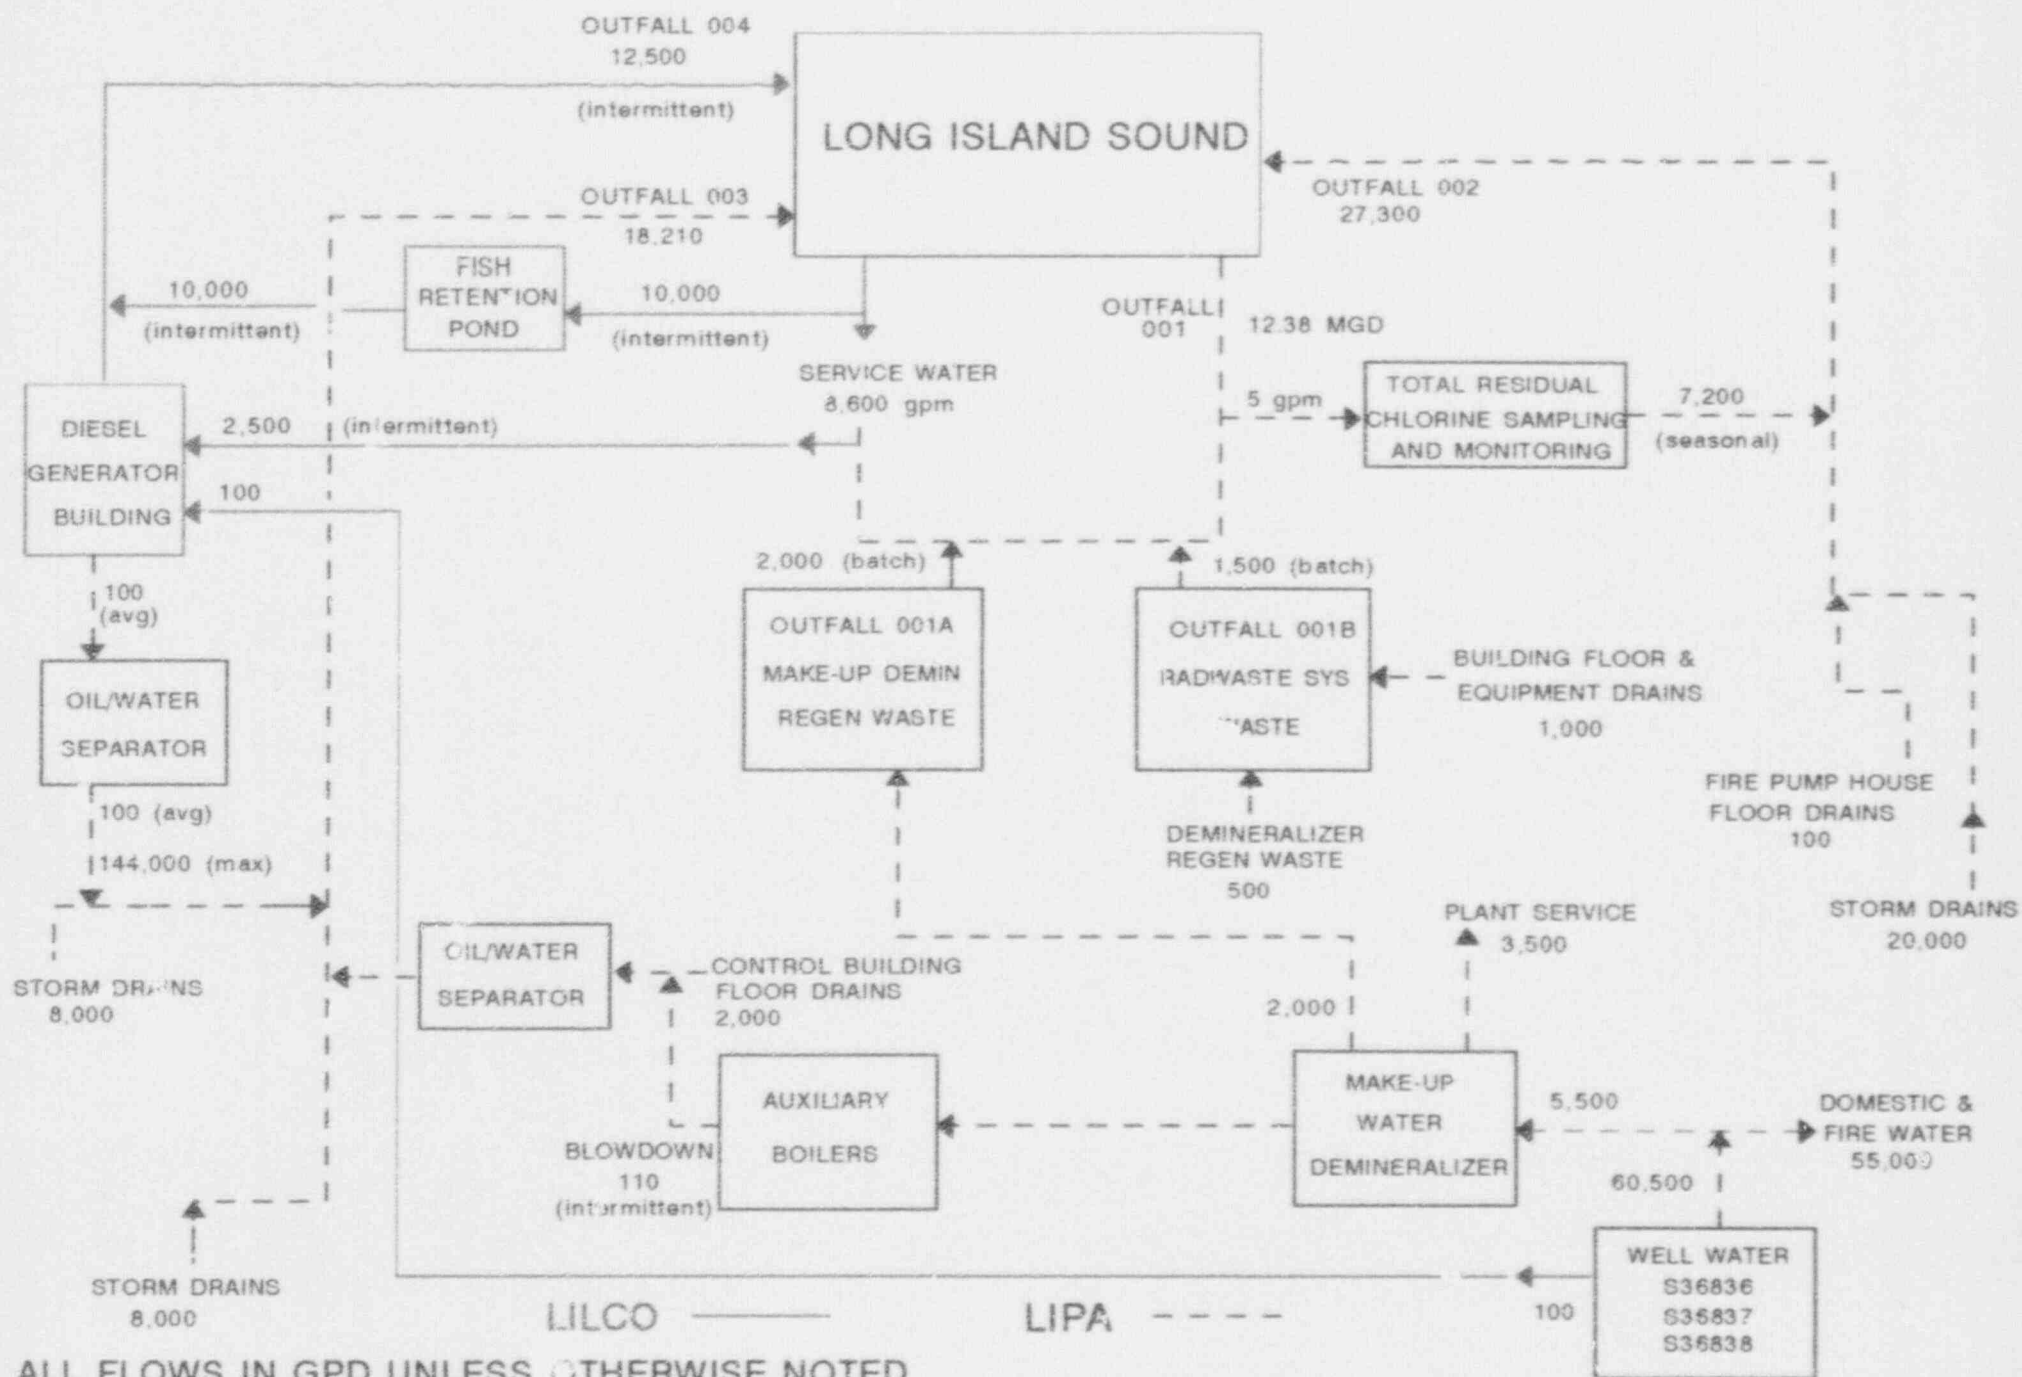 OUTFALL 004
12,500
(intermittent)
LONG ISLAND SOUND
OUTFALL 003
18,210
OUTFALL 002
27,300
FISH
RETENTION
POND
10,000
(intermittent)
10,000
(intermittent)
OUTFALL
001
12.38 MGD
SERVICE WATER
8,600 gpm
5 gpm
TOTAL RESIDUAL
CHLORINE SAMPLING
AND MONITORING
7,200
(seasonal)
DIESEL
GENERATOR
BUILDING
2,500 (intermittent)
100
100
(avg)
2,000 (batch)
1,500 (batch)
OUTFALL 001A
MAKE-UP DEMIN
REGEN WASTE
OUTFALL 001B
RADWASTE SYS
WASTE
BUILDING FLOOR &
EQUIPMENT DRAINS
1,000
OIL/WATER
SEPARATOR
100 (avg)
144,000 (max)
DEMINERALIZER
REGEN WASTE
500
FIRE PUMP HOUSE
FLOOR DRAINS
100
STORM DRAINS
20,000
PLANT SERVICE
3,500
STORM DRAINS
8,000
OIL/WATER
SEPARATOR
CONTROL BUILDING
FLOOR DRAINS
2,000
2,000
AUXILIARY
BOILERS
BLOWDOWN
110
(intermittent)
MAKE-UP
WATER
DEMINERALIZER
5,500
DOMESTIC &
FIRE WATER
55,000
60,500
WELL WATER
S36836
S36837
S36838
100
STORM DRAINS
8,000
LILCO
LIPA
ALL FLOWS IN GPD UNLESS OTHERWISE NOTED